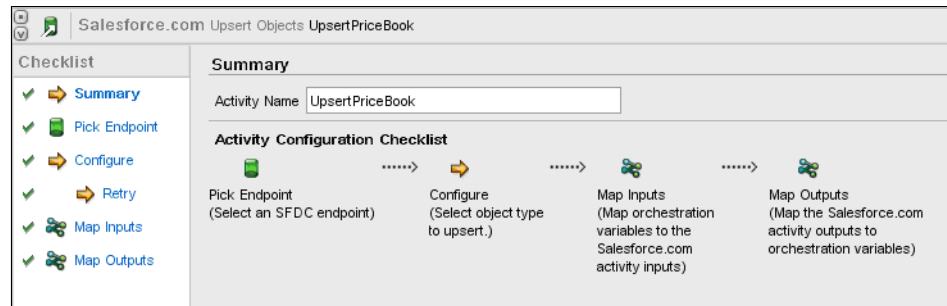 Salesforce.com Upsert Objects UpsertPriceBook
Checklist
Summary
Pick Endpoint
Configure
Retry
Map Inputs
Map Outputs
Summary
Activity Name UpsertPriceBook
Activity Configuration Checklist
Pick Endpoint
(Select an SFDC endpoint)
Configure
(Select object type
to upsert.)
Map Inputs
(Map orchestration
variables to the
Salesforce.com
activity inputs)
Map Outputs
(Map the Salesforce.com
activity outputs to
orchestration variables)